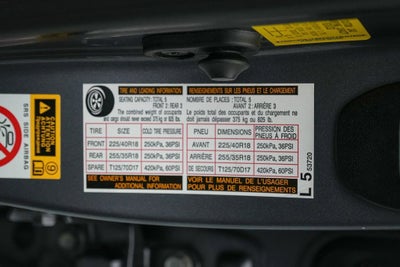 TIRE AND LOADING INFORMATION
SEATING CAPACITY: TOTAL 5
FRONT 2 : REAR 3
The combined weight of occupants
and cargo should never exceed 375 kg or 825 lbs.
TIRE SIZE COLD TIRE PRESSURE
FRONT 225/40R18 250kPa, 36PSI
REAR 255/35R18 250kPa, 36PSI
SPARE T125/70D17 420kPa, 60PSI
SEE OWNER'S MANUAL FOR
ADDITIONAL INFORMATION
RENSEIGNEMENTS SUR LES PNEUS ET LE CHARGEMENT
NOMBRE DE PLACES : TOTAL 5
AVANT 2 : ARRIÈRE 3
Le poids total des occupants et du chargement ne
doit jamais dépasser 375 kg ou 825 lb.
PNEU DIMENSIONS PRESSION DES PNEUS À FROID
AVANT 225/40R18 250kPa, 36PSI
ARRIÈRE 255/35R18 250kPa, 36PSI
DE SECOURS T125/70D17 420kPa, 60PSI
VOIR LE MANUEL DE L'USAGER
POUR PLUS DE RENSEIGNEMENTS
L 5 53720
SRS SIDE
AIRBAG